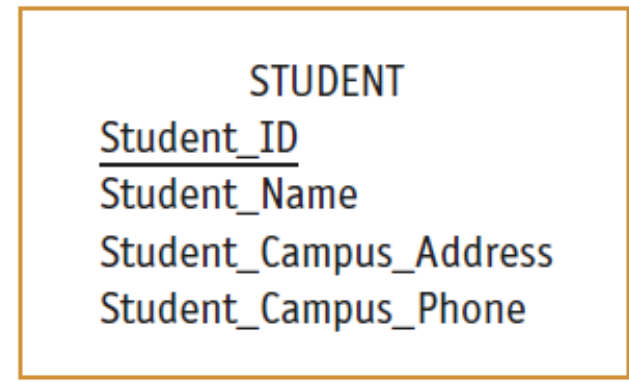 STUDENT
Student_ID
Student_Name
Student_Campus_Address
Student_Campus_Phone